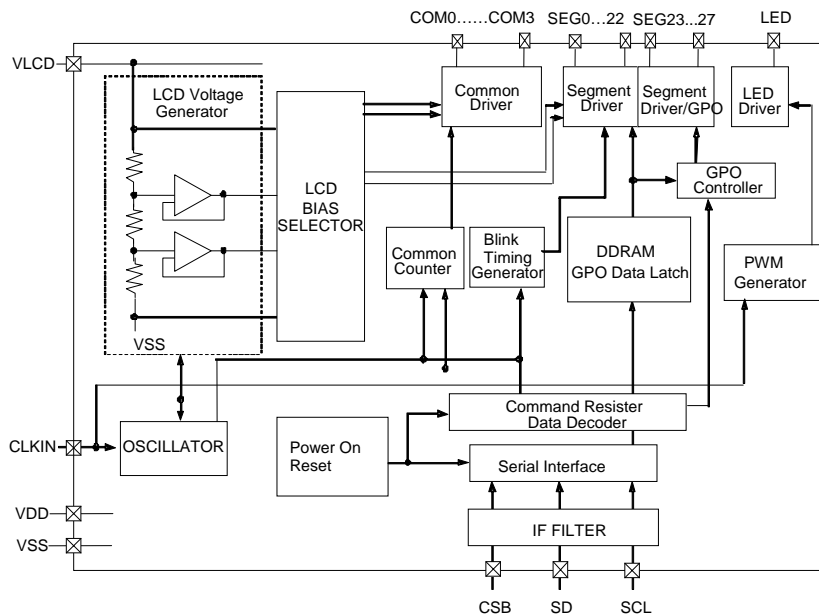 COM0……COM3
SEG0…22
SEG23...27
LED
VLCD
LCD Voltage
Generator
Common
Driver
Segment
Driver
Segment
Driver/GPO
LED
Driver
LCD
BIAS
SELECTOR
GPO
Controller
Common
Counter
Blink
Timing
Generator
DDRAM
GPO Data Latch
PWM
Generator
VSS
Command Resister
Data Decoder
CLKIN
OSCILLATOR
Power On
Reset
Serial Interface
VDD
VSS
IF FILTER
CSB
SD
SCL